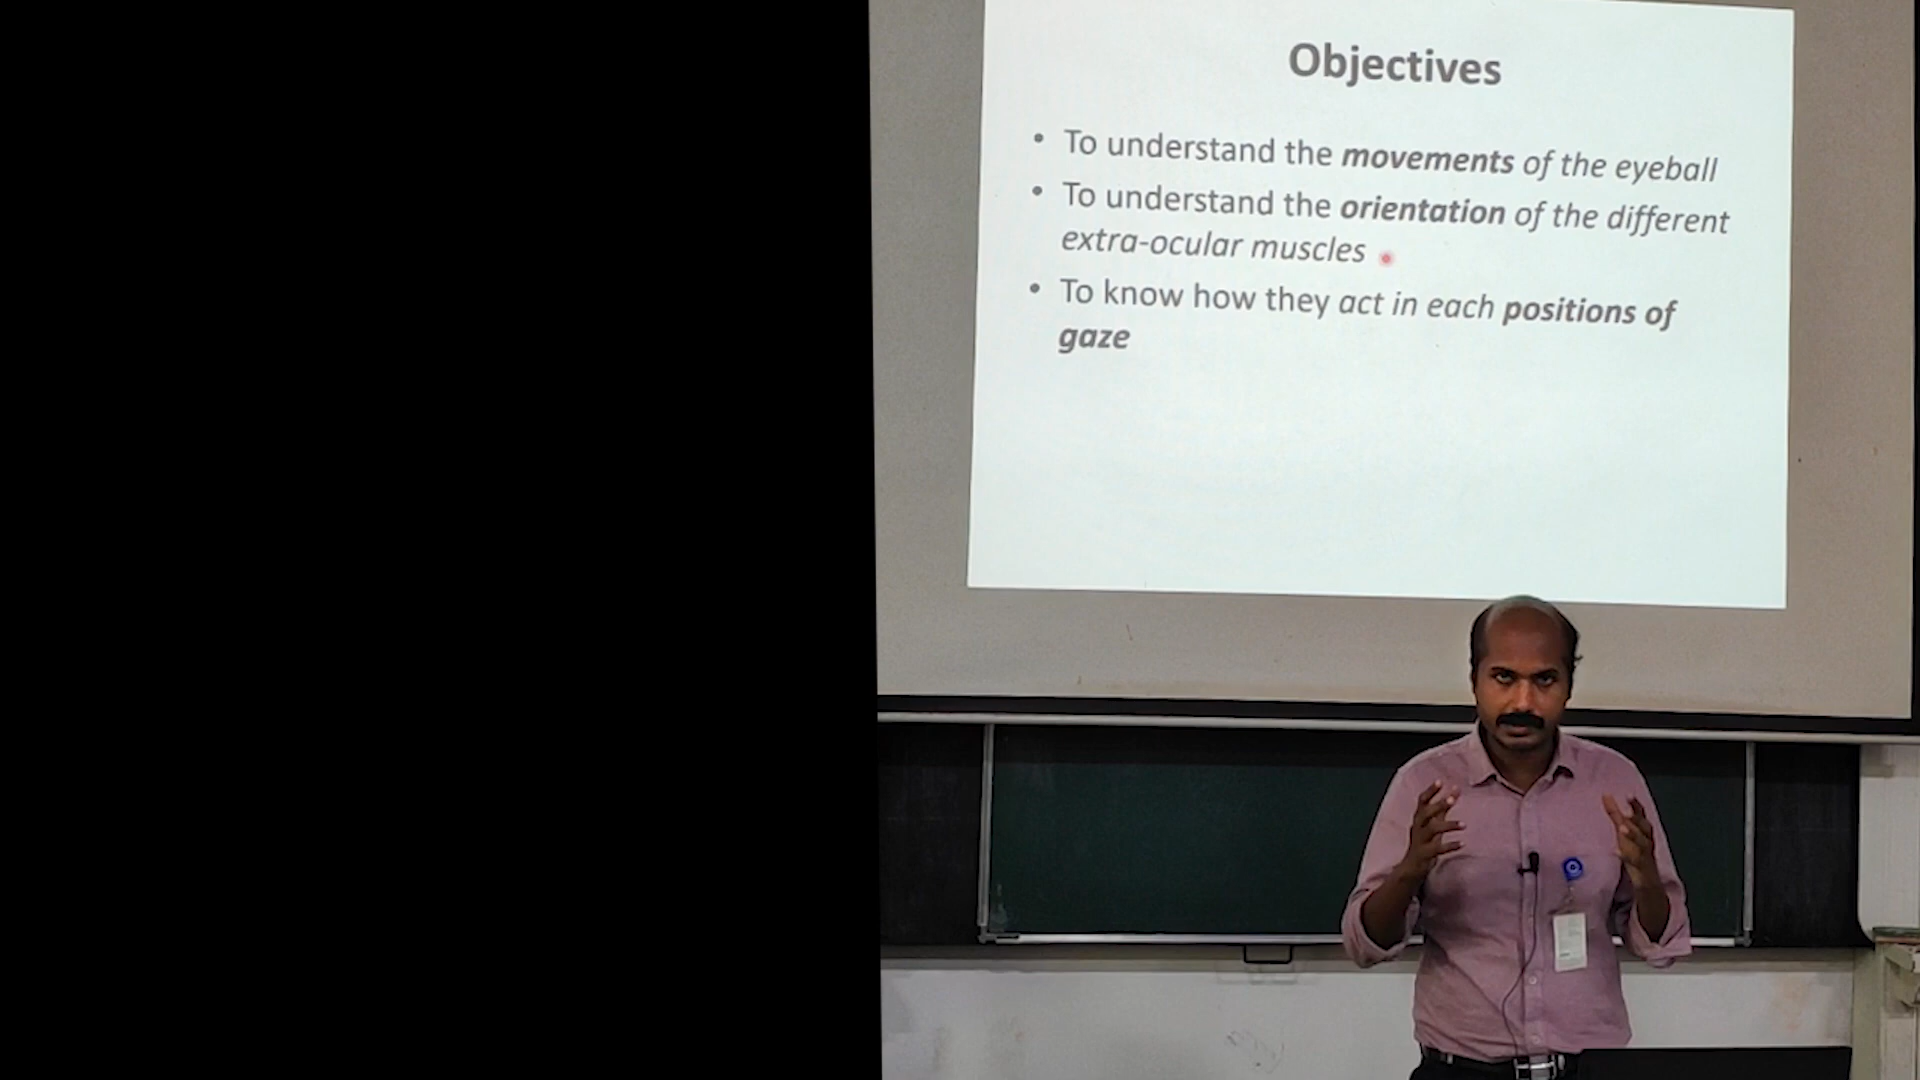 Objectives
• To understand the movements of the eyeball
• To understand the orientation of the different
extra-ocular muscles
• To know how they act in each positions of
gaze